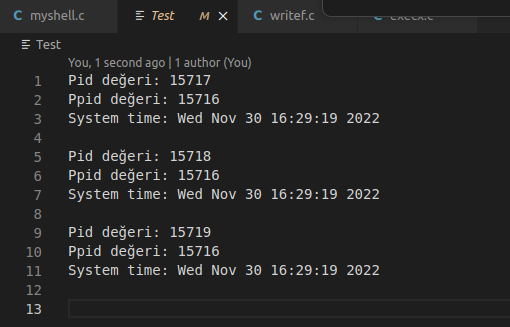 myshell.c
Test
M
writef.c
execx.c
Test
You, 1 second ago | 1 author (You)
1 Pid değeri: 15717
2 Ppid değeri: 15716
3 System time: Wed Nov 30 16:29:19 2022
4
5 Pid değeri: 15718
6 Ppid değeri: 15716
7 System time: Wed Nov 30 16:29:19 2022
8
9 Pid değeri: 15719
10 Ppid değeri: 15716
11 System time: Wed Nov 30 16:29:19 2022
12
13